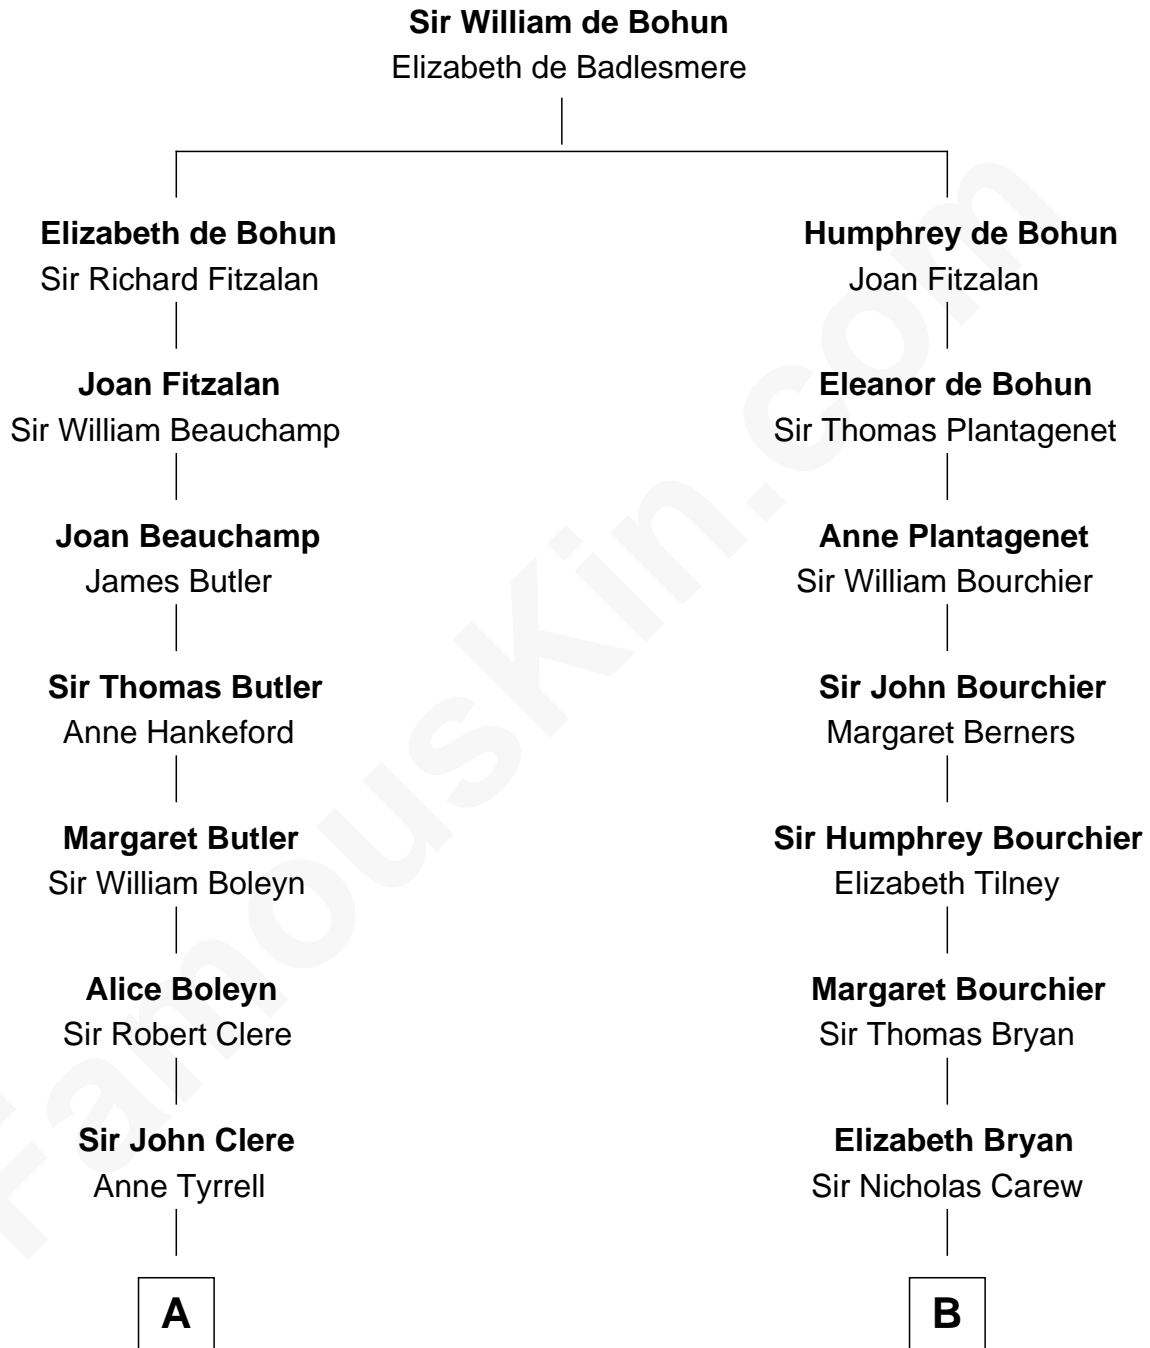 Sir William de Bohun
Elizabeth de Badlesmere
Elizabeth de Bohun
Sir Richard Fitzalan
Humphrey de Bohun
Joan Fitzalan
Joan Fitzalan
Sir William Beauchamp
Eleanor de Bohun
Sir Thomas Plantagenet
Joan Beauchamp
James Butler
Anne Plantagenet
Sir William Bourchier
Sir Thomas Butler
Anne Hankeford
Sir John Bourchier
Margaret Berners
Margaret Butler
Sir William Boleyn
Sir Humphrey Bourchier
Elizabeth Tilney
Alice Boleyn
Sir Robert Clere
Margaret Bourchier
Sir Thomas Bryan
Sir John Clere
Anne Tyrrell
Elizabeth Bryan
Sir Nicholas Carew
A
B
FamousKin.com